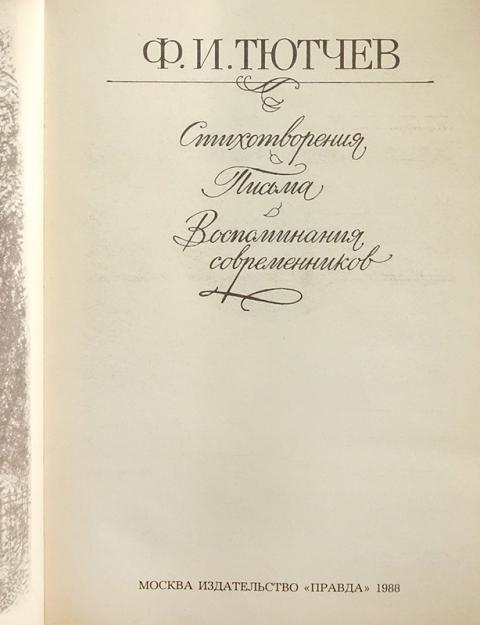 Ф. И. ТЮТЧЕВ
Стихотворения
Письма
Воспоминания
современников
МОСКВА ИЗДАТЕЛЬСТВО «ПРАВДА» 1988